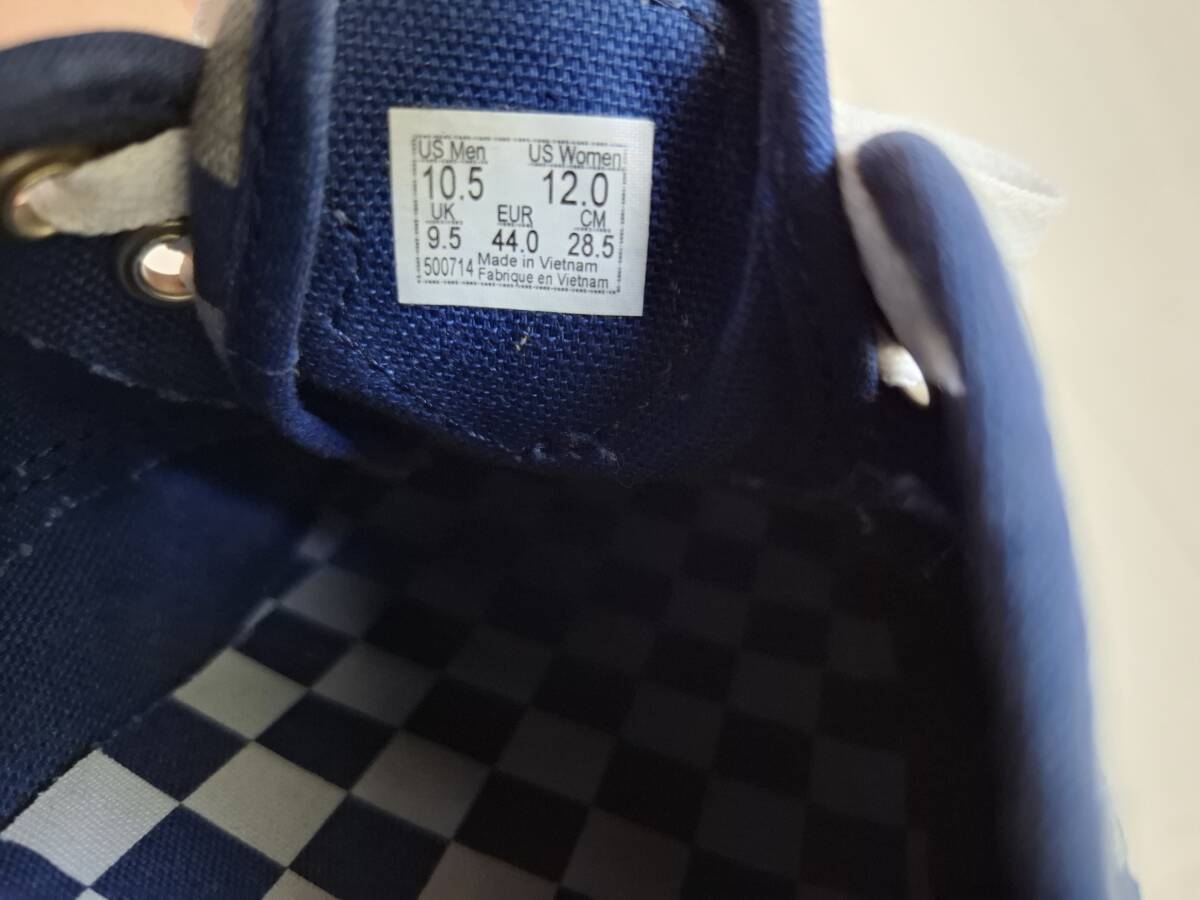 US Men US Women
10.5 12.0
UK EUR CM
9.5 44.0 28.5
500714 Made in Vietnam
Fabrique en Vietnam